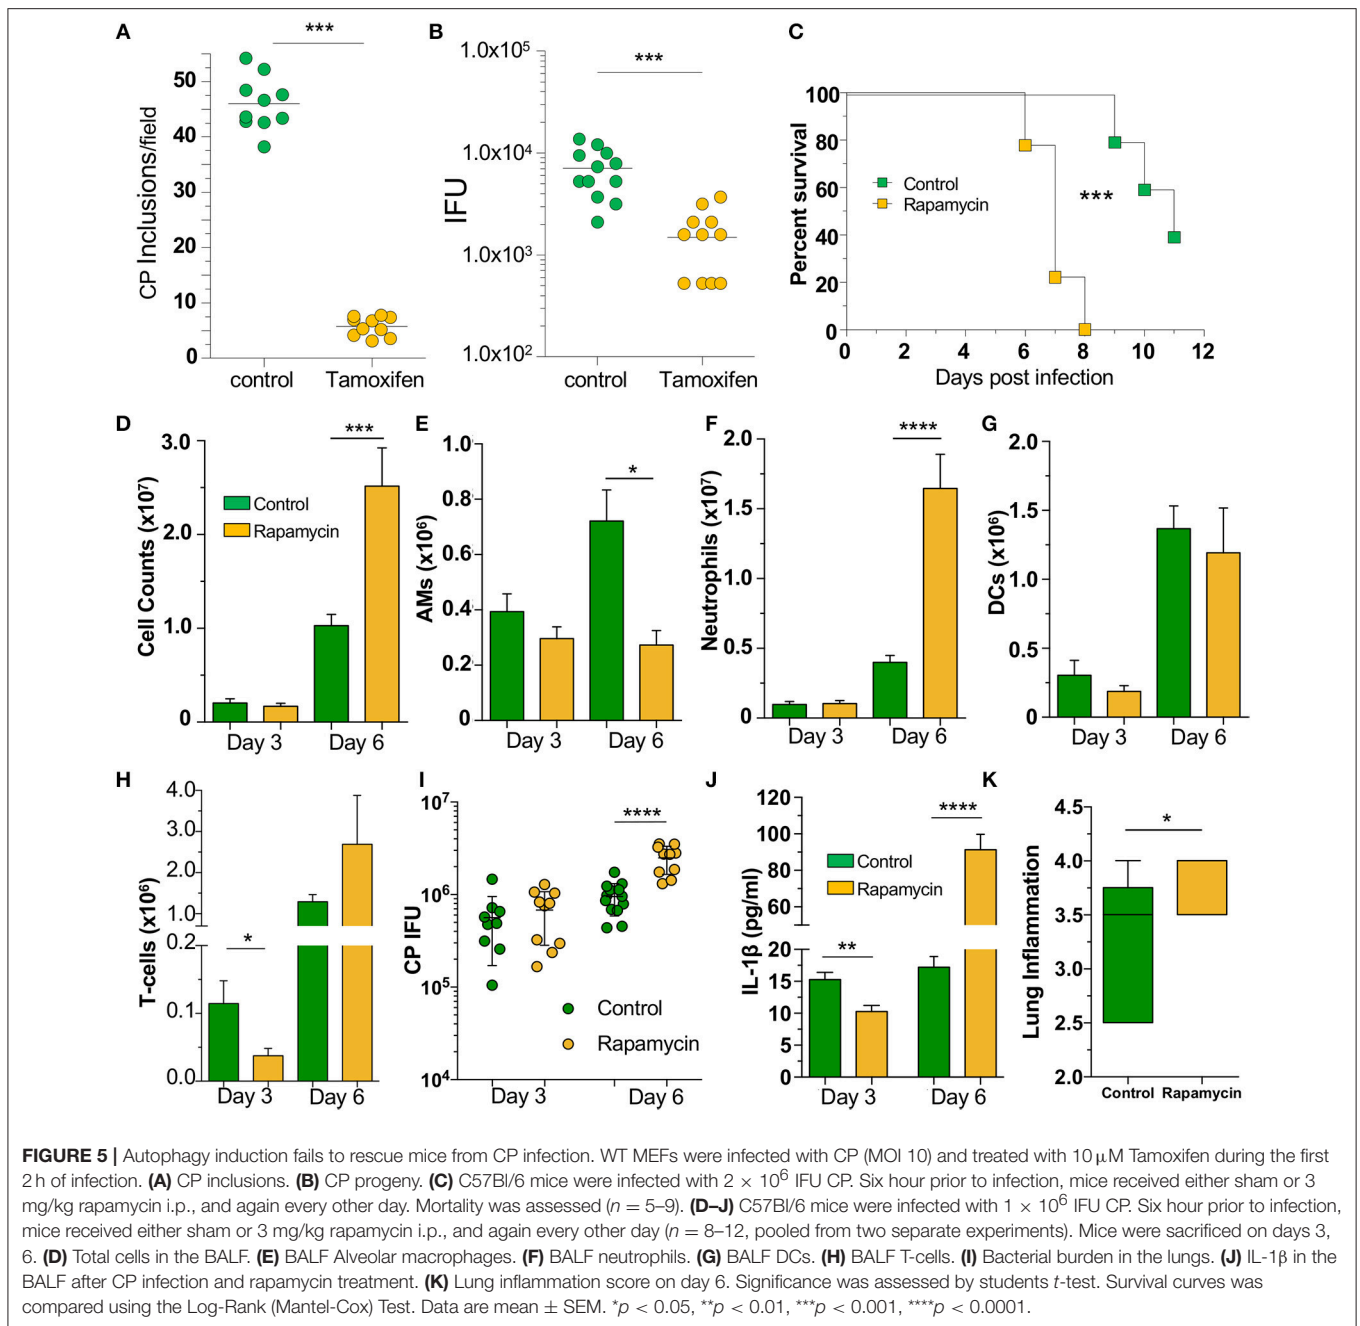 A
***
CP Inclusions/field
50
40
30
20
10
0
control
Tamoxifen
B
***
IFU
1.0x10⁵
1.0x10⁴
1.0x10³
1.0x10²
control
Tamoxifen
C
Percent survival
100
80
60
40
20
0
Control
Rapamycin
***
0 2 4 6 8 10 12
Days post infection
D
***
Cell Counts (x10⁷)
3.0
2.0
1.0
0
Control
Rapamycin
Day 3 Day 6
E
*
AMs (x10⁶)
1.0
0.8
0.6
0.4
0.2
0
Day 3 Day 6
F
****
Neutrophils (x10⁷)
2.0
1.5
1.0
0.5
0
Day 3 Day 6
G
DCs (x10⁶)
2.0
1.5
1.0
0.5
0
Day 3 Day 6
H
T-cells (x10⁶)
4.0
3.0
2.0
1.0
0.2
0.1
0.0
*
Day 3 Day 6
I
****
CP IFU
10⁷
10⁶
10⁵
10⁴
Control
Rapamycin
Day 3 Day 6
J
****
IL-1β (pg/ml)
120
100
80
60
40
20
15
10
5
0
Control
Rapamycin
**
Day 3 Day 6
K
*
Lung Inflammation
4.5
4.0
3.5
3.0
2.5
2.0
Control Rapamycin
FIGURE 5 | Autophagy induction fails to rescue mice from CP infection. WT MEFs were infected with CP (MOI 10) and treated with 10 µM Tamoxifen during the first
2 h of infection. (A) CP inclusions. (B) CP progeny. (C) C57Bl/6 mice were infected with 2 × 10⁶ IFU CP. Six hour prior to infection, mice received either sham or 3
mg/kg rapamycin i.p., and again every other day. Mortality was assessed (n = 5–9). (D–J) C57Bl/6 mice were infected with 1 × 10⁶ IFU CP. Six hour prior to infection,
mice received either sham or 3 mg/kg rapamycin i.p., and again every other day (n = 8–12, pooled from two separate experiments). Mice were sacrificed on days 3,
6. (D) Total cells in the BALF. (E) BALF Alveolar macrophages. (F) BALF neutrophils. (G) BALF DCs. (H) BALF T-cells. (I) Bacterial burden in the lungs. (J) IL-1β in the
BALF after CP infection and rapamycin treatment. (K) Lung inflammation score on day 6. Significance was assessed by students t-test. Survival curves was
compared using the Log-Rank (Mantel-Cox) Test. Data are mean ± SEM. *p < 0.05, **p < 0.01, ***p < 0.001, ****p < 0.0001.